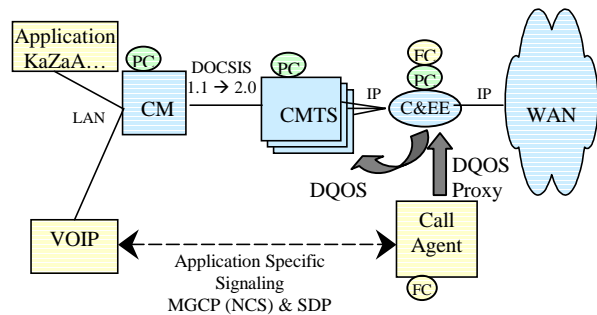 Application
KaZaA…
PC
DOCSIS
1.1 → 2.0
PC
FC
PC
LAN
CM
CMTS
IP
C&EE
IP
WAN
DQOS
DQOS
Proxy
VOIP
Call
Agent
Application Specific
Signaling
MGCP (NCS) & SDP
FC